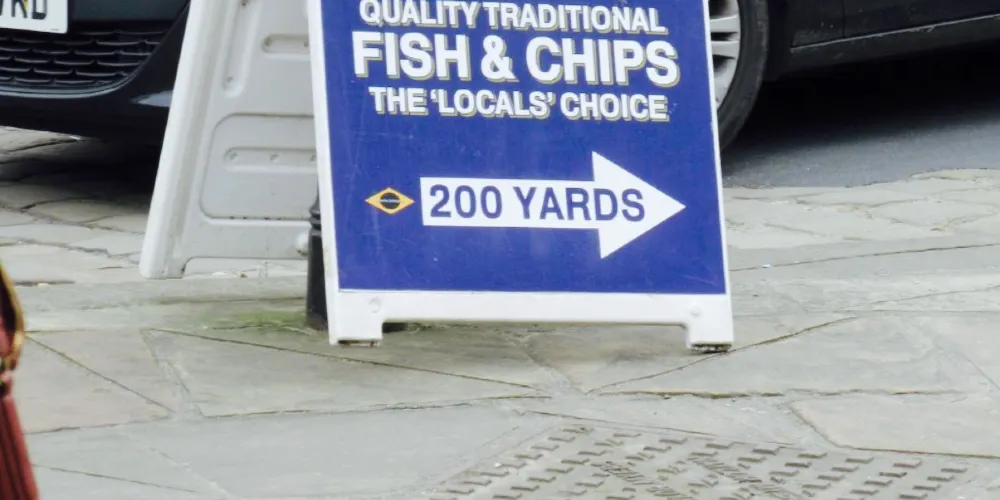 QUALITY TRADITIONAL
FISH & CHIPS
THE 'LOCALS' CHOICE
200 YARDS